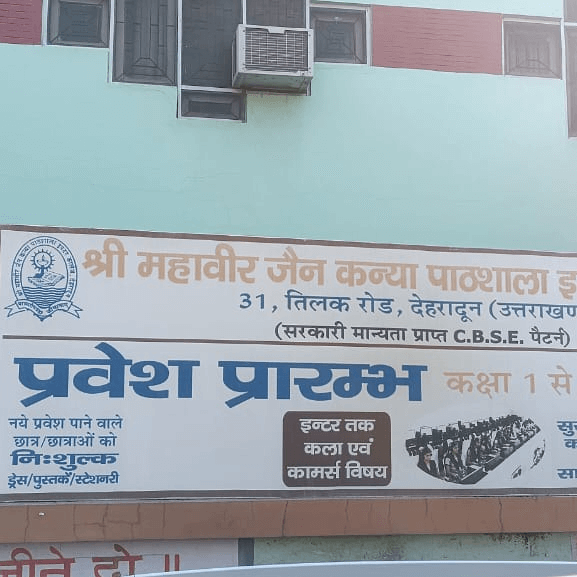 श्री महावीर जैन कन्या पाठशाला
31, तिलक रोड, देहरादून
(सरकारी मान्यता प्राप्त C.B.S.E. पैटर्न)
प्रवेश प्रारम्भ कक्षा 1 से
नये प्रवेश पाने वाले
छात्र/छात्राओं को
निःशुल्क
ड्रेस/पुस्तकें/स्टेशनरी
इन्टर तक
कला एवं
कामर्स विषय
जीने दो ॥